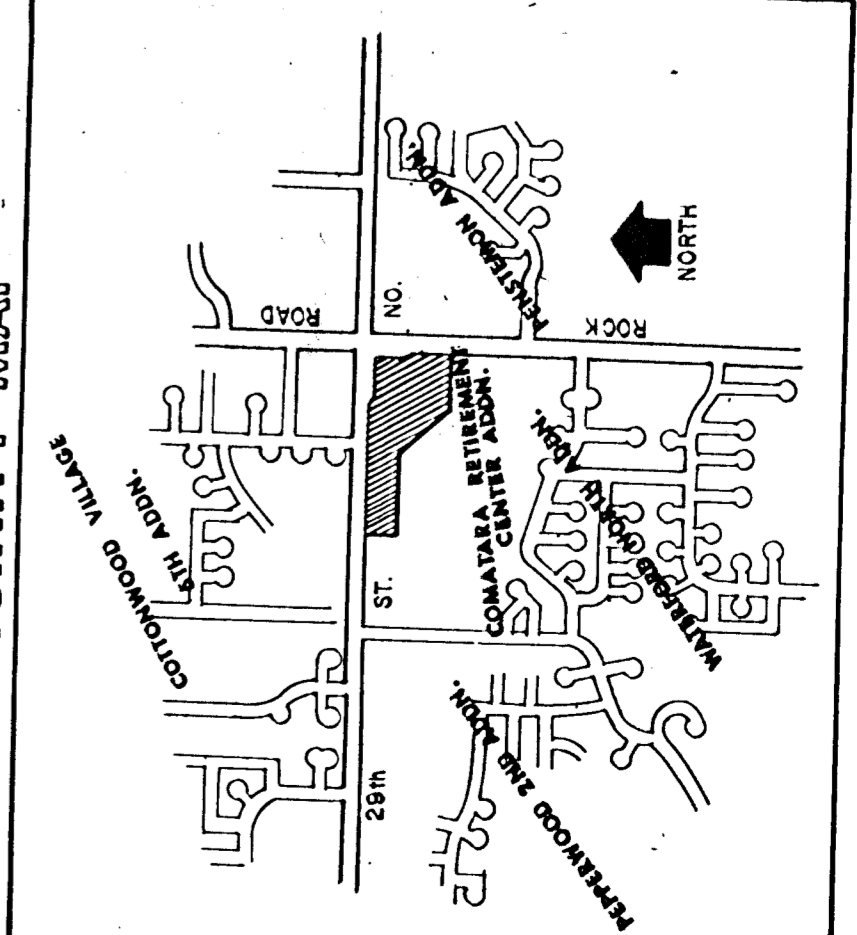 COTTONWOOD VILLAGE
6TH ADDN.
ROAD
ROCK
29th
ST.
NO.
PENSTEMON ADDN.
NORTH
COMATARA RETIREMENT
CENTER ADDN.
WATERFORD NORTH ADDN.
PEPPERWOOD 2ND ADDN.